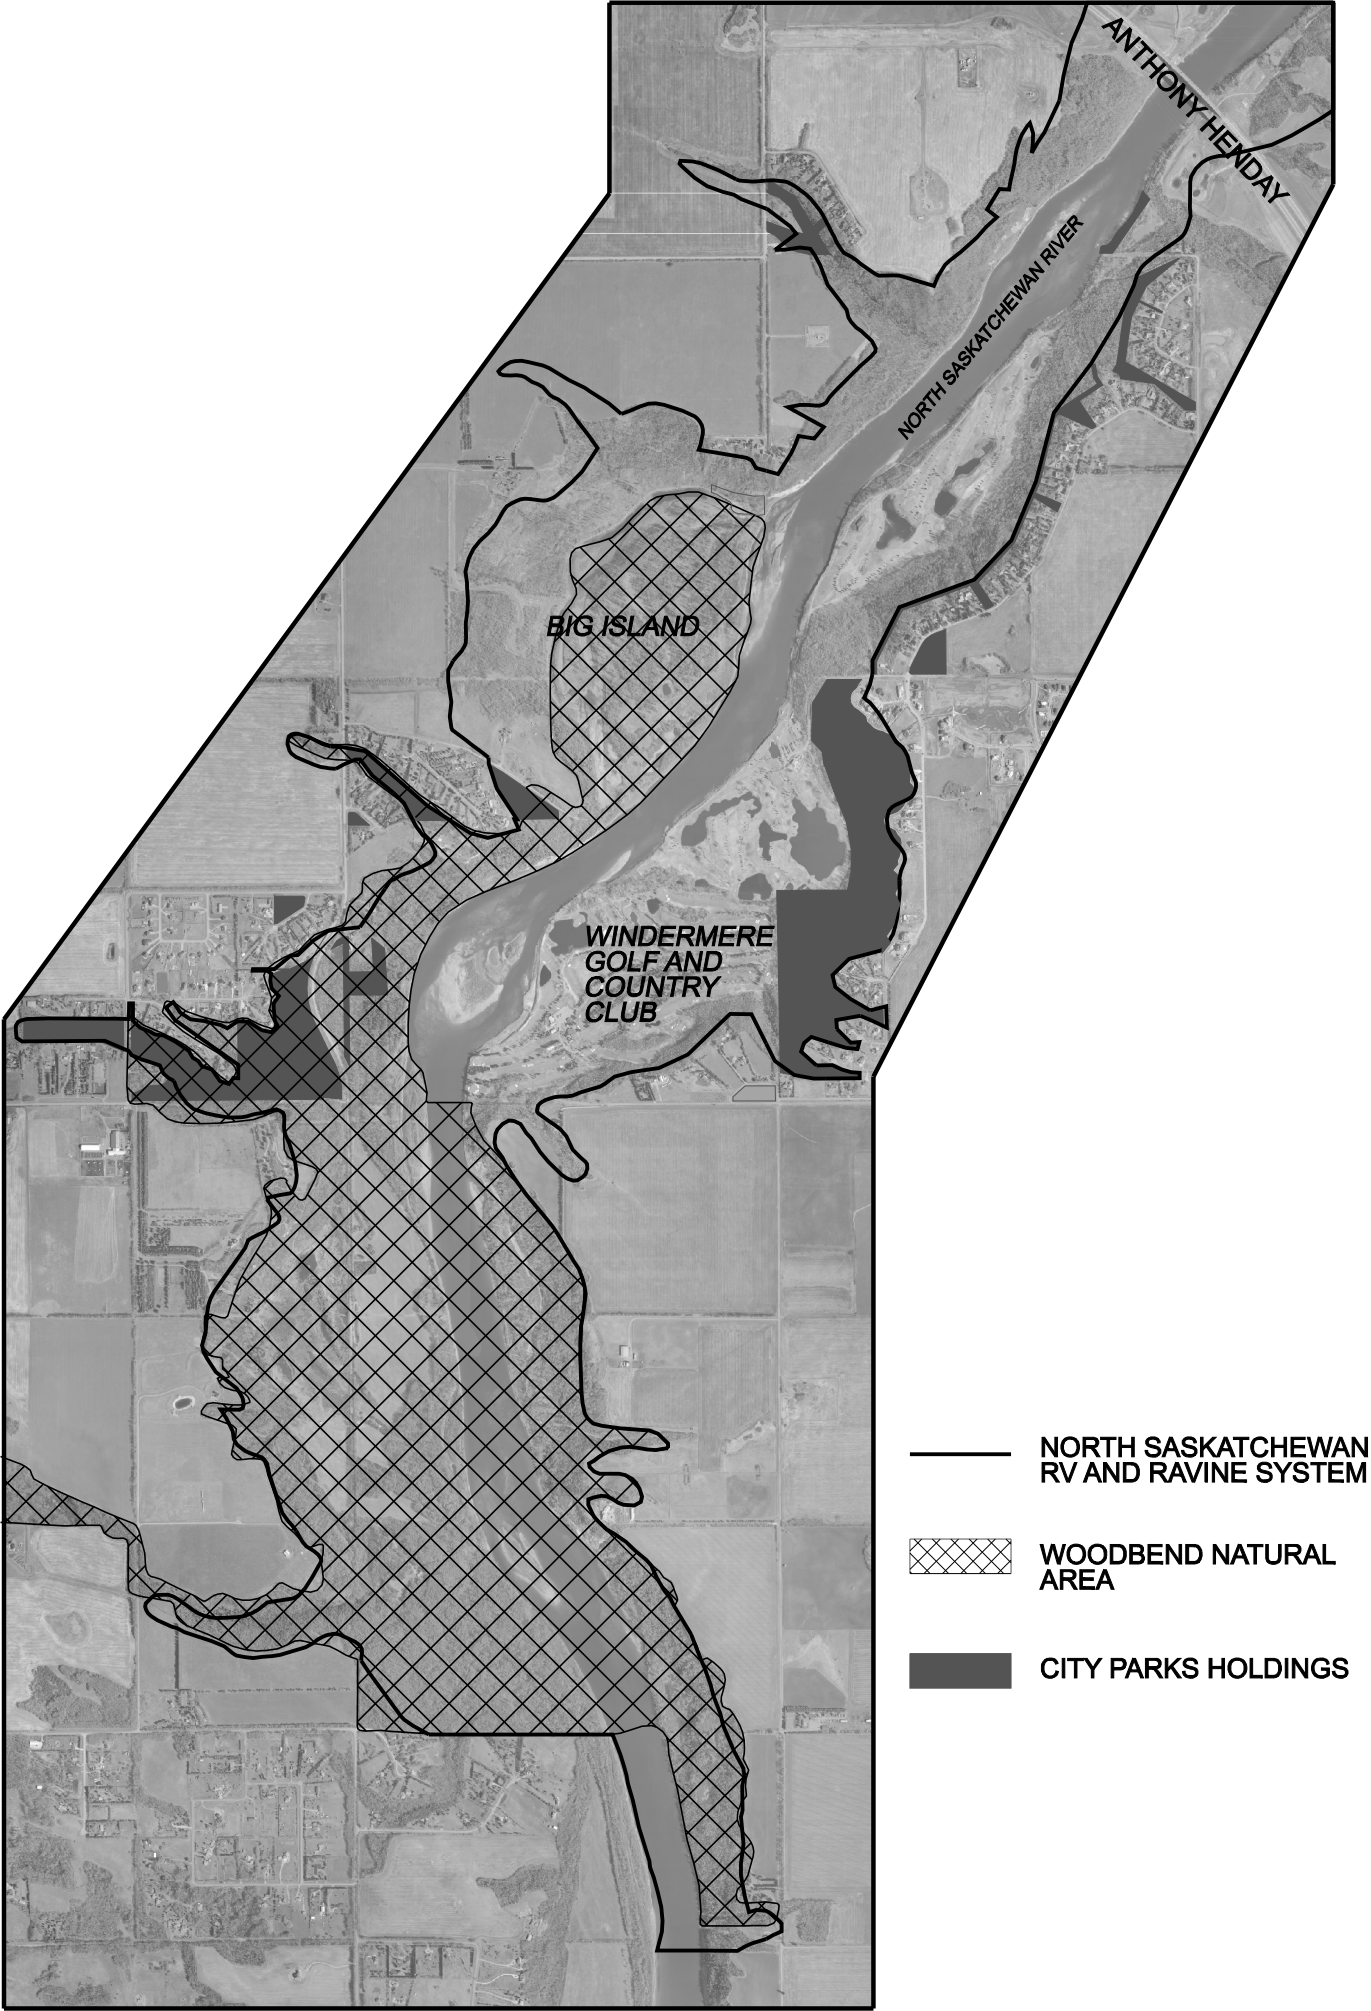 ANTHONY HENDAY
NORTH SASKATCHEWAN RIVER
BIG ISLAND
WINDERMERE
GOLF AND
COUNTRY
CLUB
NORTH SASKATCHEWAN
RV AND RAVINE SYSTEM
WOODBEND NATURAL
AREA
CITY PARKS HOLDINGS